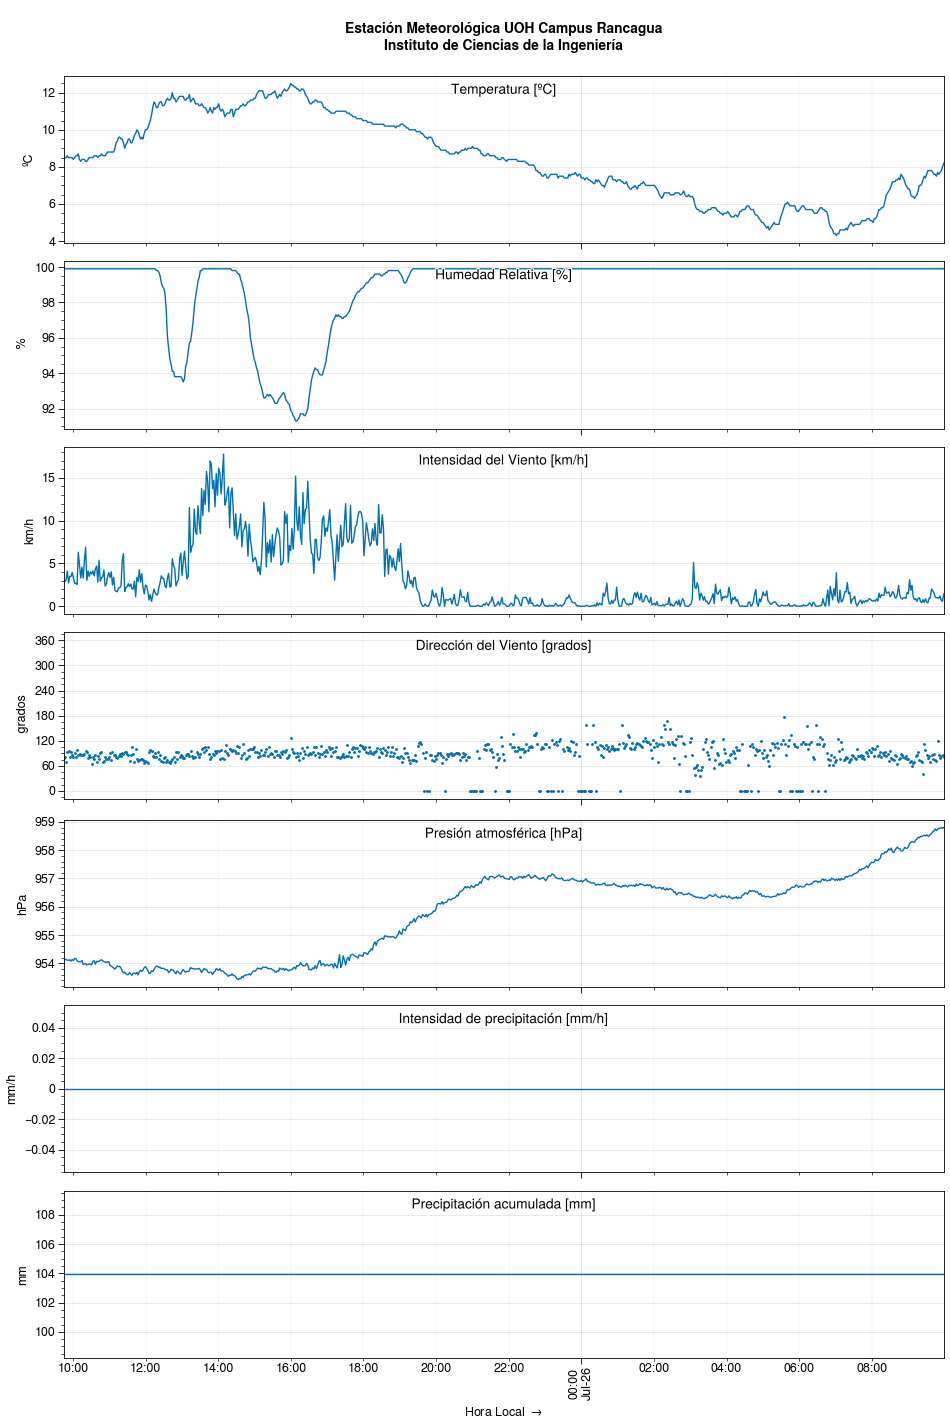 Estación Meteorológica UOH Campus Rancagua
Instituto de Ciencias de la Ingeniería
Temperatura [ºC]
ºC
12
10
8
6
4
Humedad Relativa [%]
%
100
98
96
94
92
Intensidad del Viento [km/h]
km/h
15
10
5
0
Dirección del Viento [grados]
grados
360
300
240
180
120
60
0
Presión atmosférica [hPa]
hPa
959
958
957
956
955
954
Intensidad de precipitación [mm/h]
mm/h
0.04
0.02
0
−0.02
−0.04
Precipitación acumulada [mm]
mm
108
106
104
102
100
10:00 12:00 14:00 16:00 18:00 20:00 22:00 00:00 02:00 04:00 06:00 08:00
Jul-26
Hora Local →